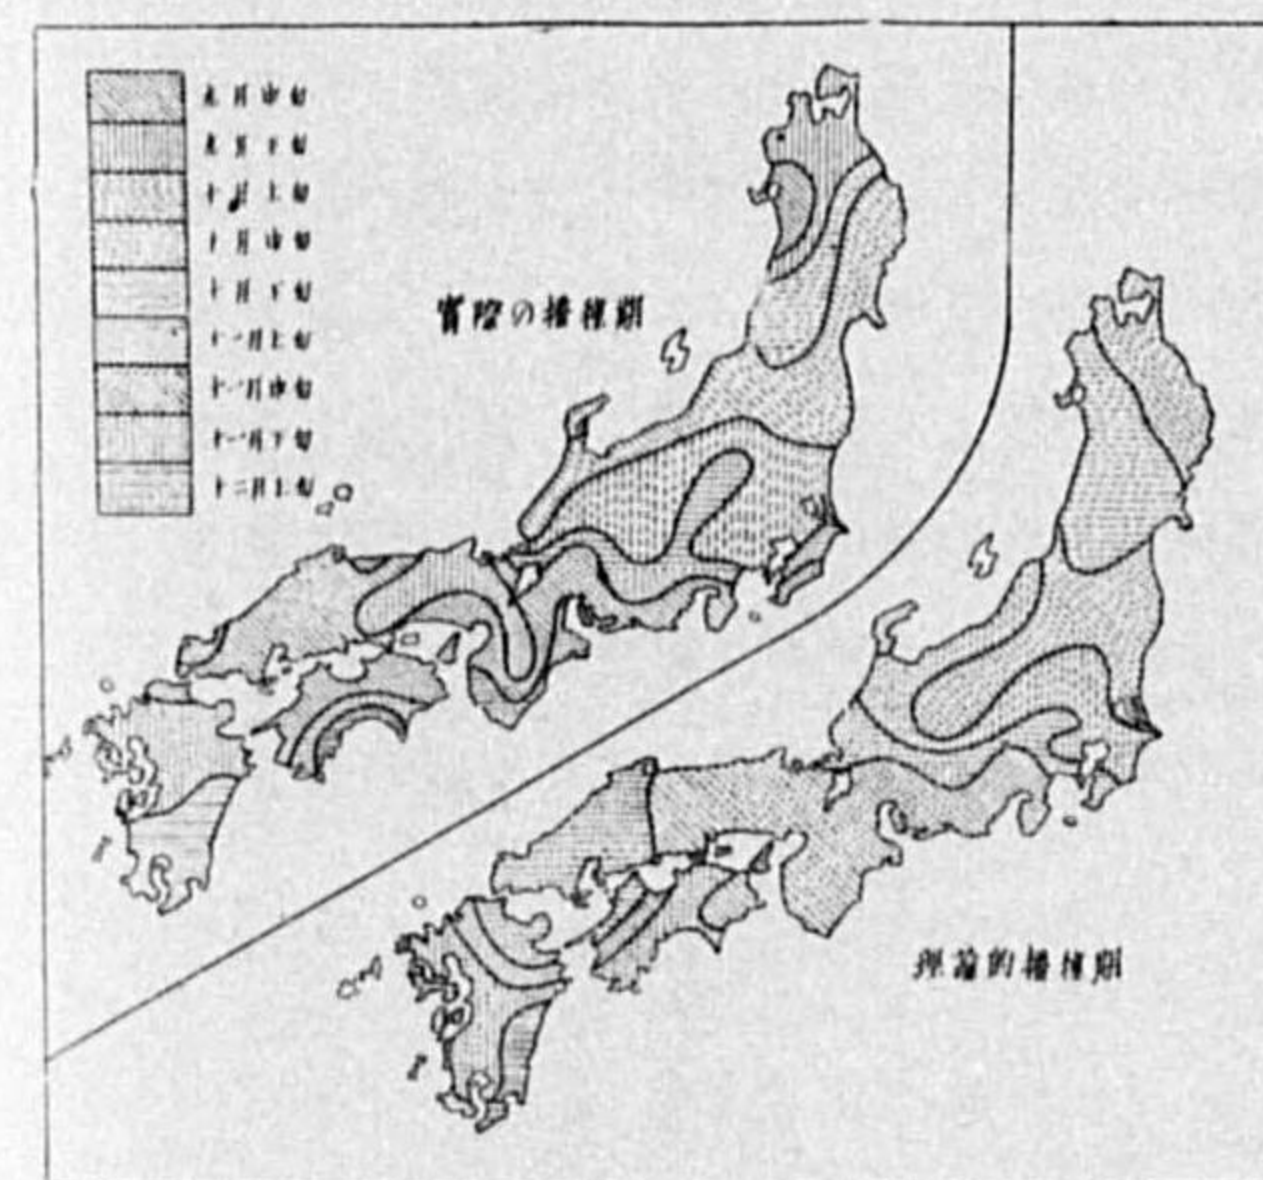 九月中旬
九月下旬
十月上旬
十月中旬
十月下旬
十一月上旬
十一月中旬
十一月下旬
十二月上旬
實際の播種期
理論的播種期